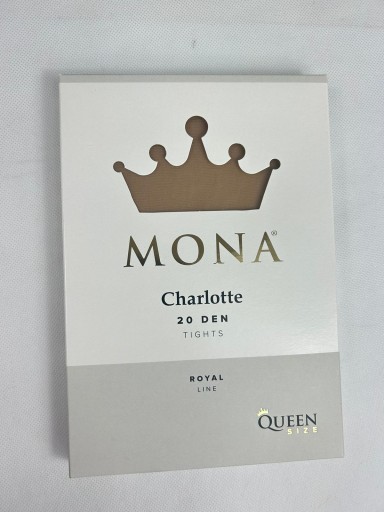 MONA®
Charlotte
20 DEN
TIGHTS
ROYAL
LINE
QUEEN
SIZE